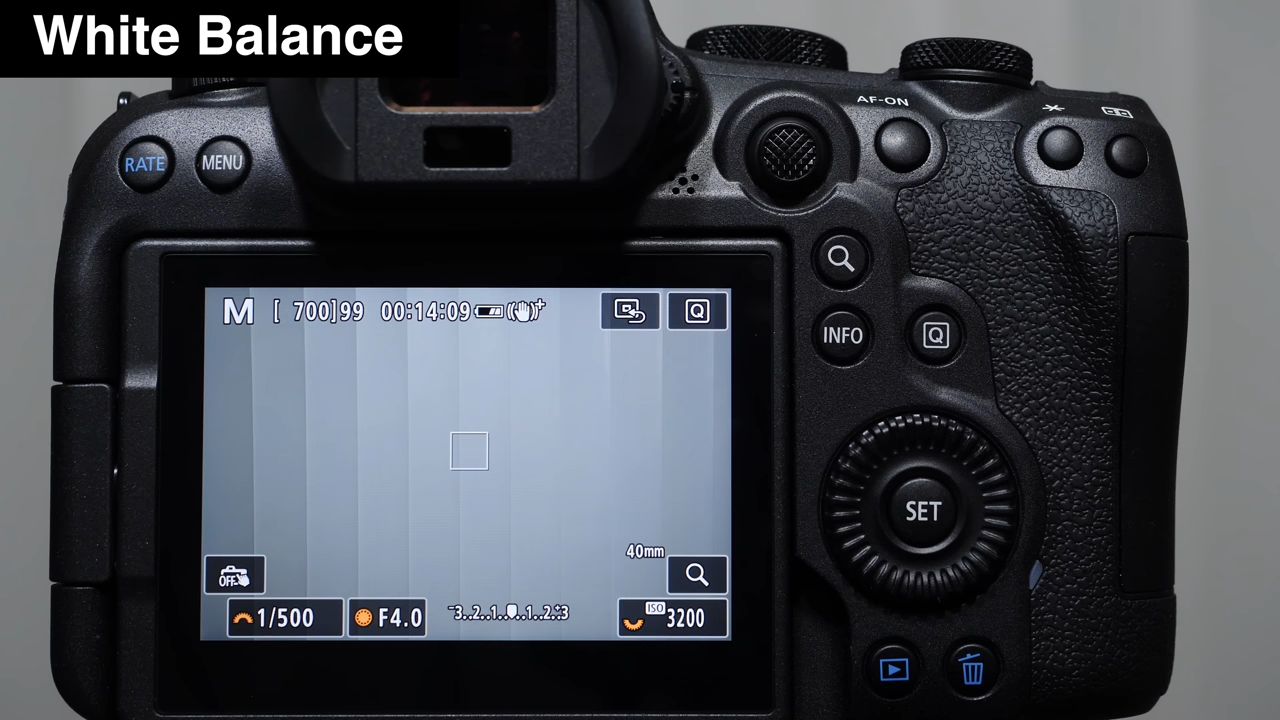 White Balance
AF-ON
RATE
MENU
M [ 700]99 00:14:09
Q
INFO
Q
SET
40mm
OFF
1/500
F4.0
-3..2..1..0..1..2..+3
ISO
3200